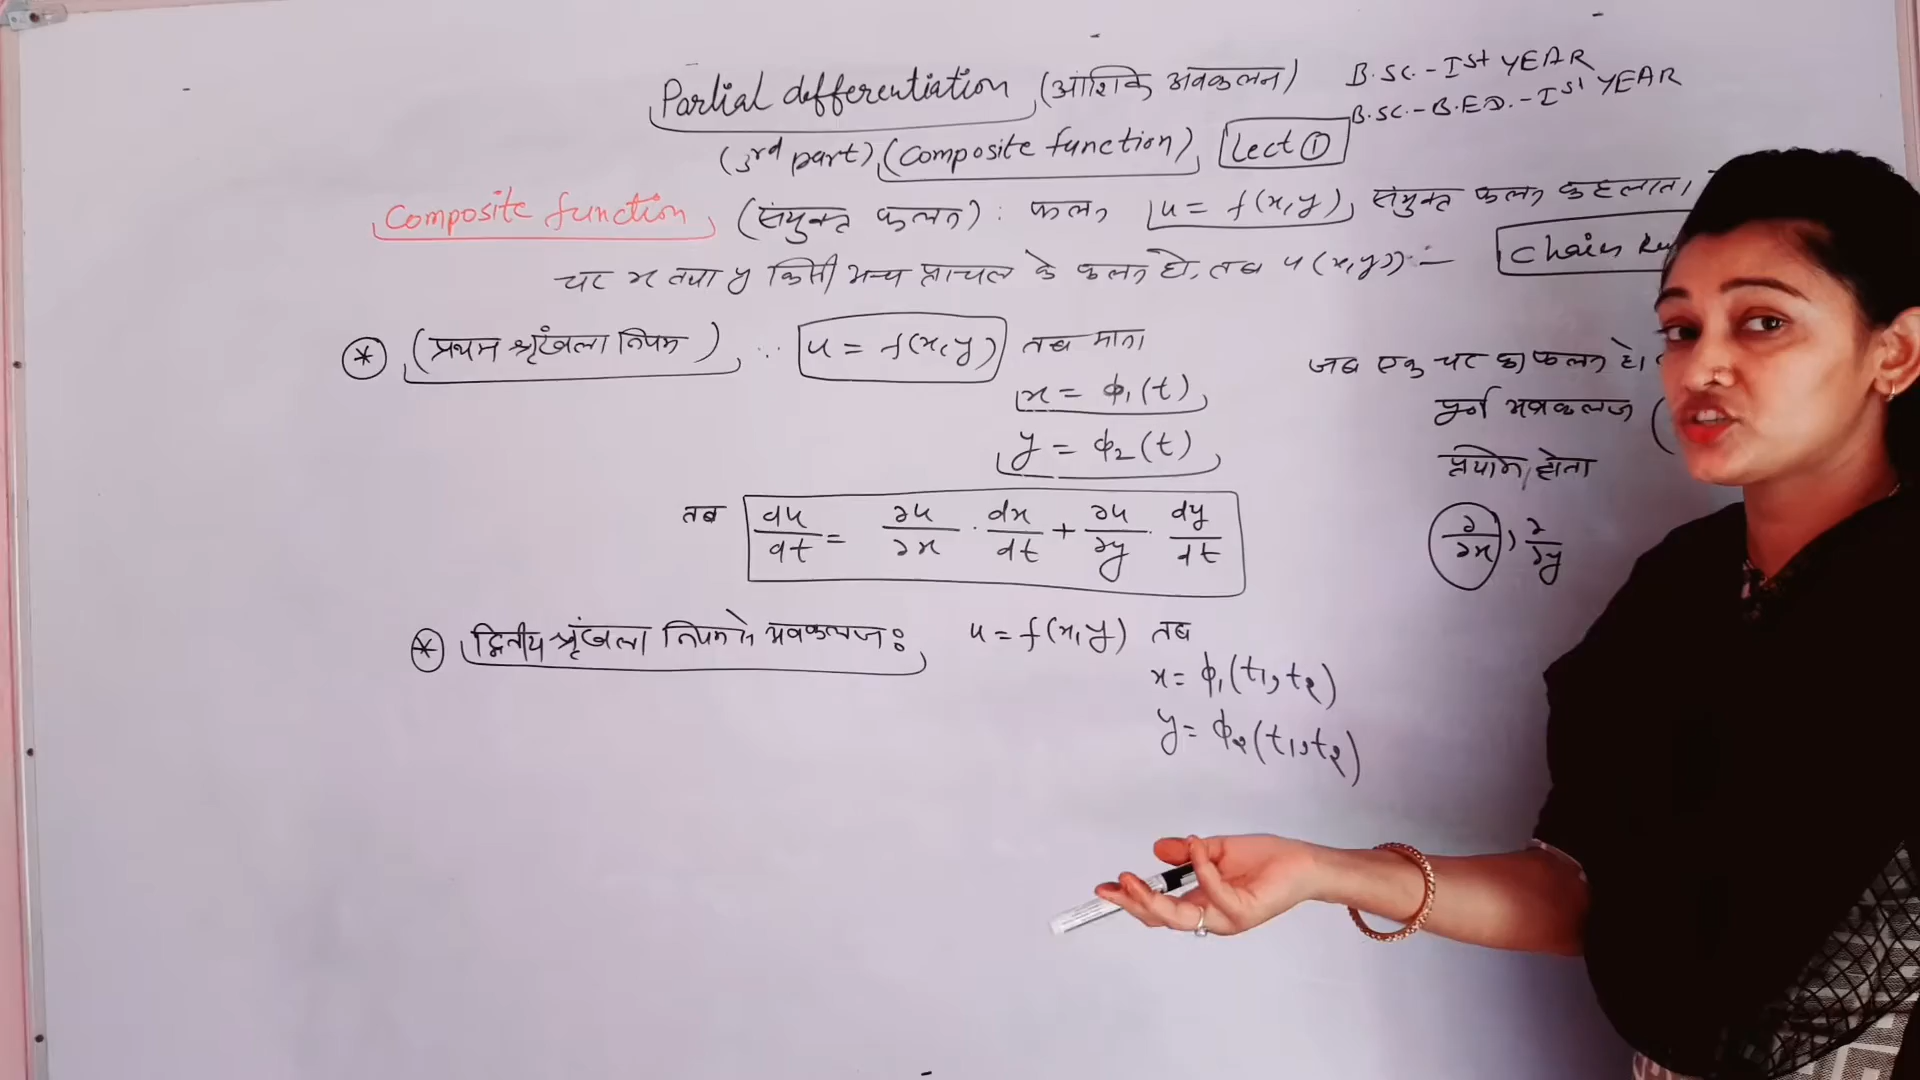 Partial differentiation (आंशिक अवकलन) B.SC.-Ist YEAR
B.SC.-B.ED.-Ist YEAR
(3rd part) (Composite function) Lect ①
Composite function (संयुक्त फलन): फलन u = f(x,y) संयुक्त फलन कहलाता
चर x तथा y किसी अन्य प्राचल के फलन हो, तब u(x,y) :- Chain
(*) (प्रथम श्रृंखला नियम) ... u = f(x,y) तब माना
x = ϕ₁(t)
y = ϕ₂(t)
तब du/dt = ∂u/∂x · dx/dt + ∂u/∂y · dy/dt
जब एक चर का फलन हो।
पूर्ण अवकलज (
प्रयोग होता
∂/∂x, ∂/∂y
(*) द्वितीय श्रृंखला नियम के अवकलज: u = f(x,y) तब
x = ϕ₁(t₁, t₂)
y = ϕ₂(t₁, t₂)